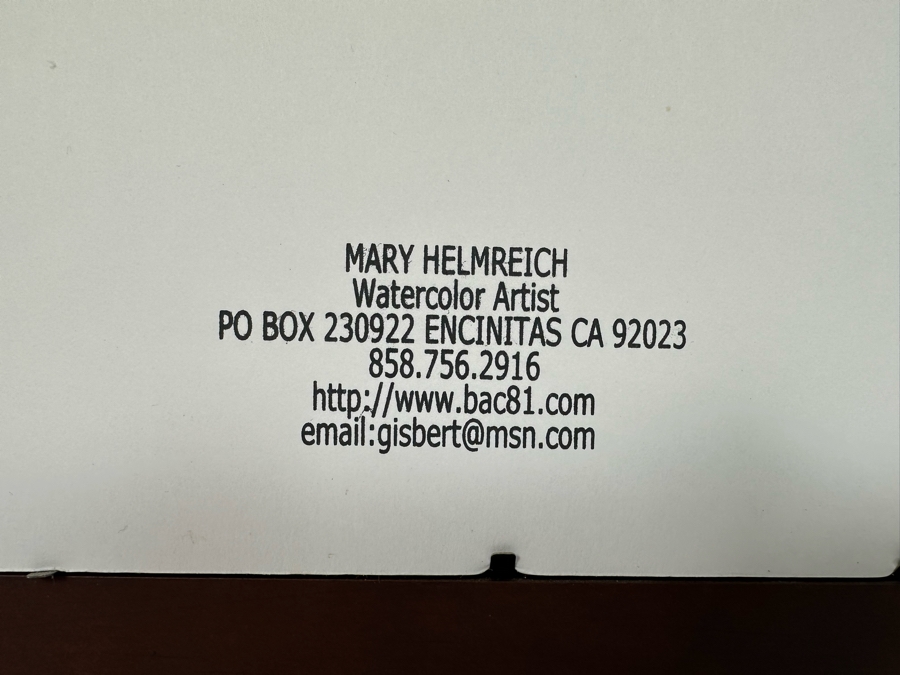 MARY HELMREICH
Watercolor Artist
PO BOX 230922 ENCINITAS CA 92023
858.756.2916
http://www.bac81.com
email:gisbert@msn.com